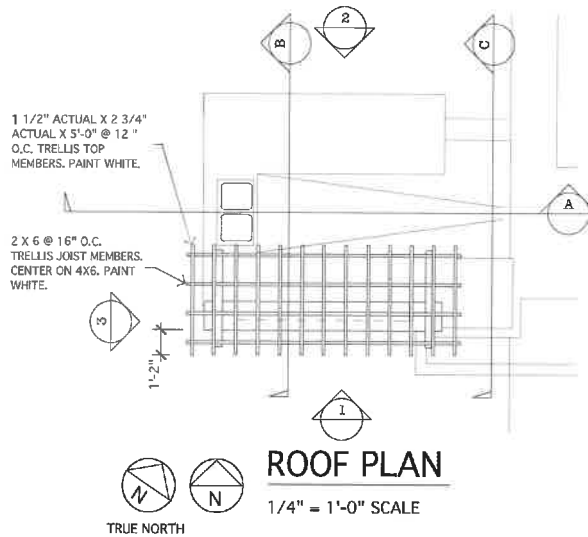 B
2
C
1 1/2" ACTUAL X 2 3/4"
ACTUAL X 5'-0" @ 12 "
O.C. TRELLIS TOP
MEMBERS. PAINT WHITE.
A
2 X 6 @ 16" O.C.
TRELLIS JOIST MEMBERS.
CENTER ON 4X6. PAINT
WHITE.
3
1'-2"
1
N
N
TRUE NORTH
ROOF PLAN
1/4" = 1'-0" SCALE